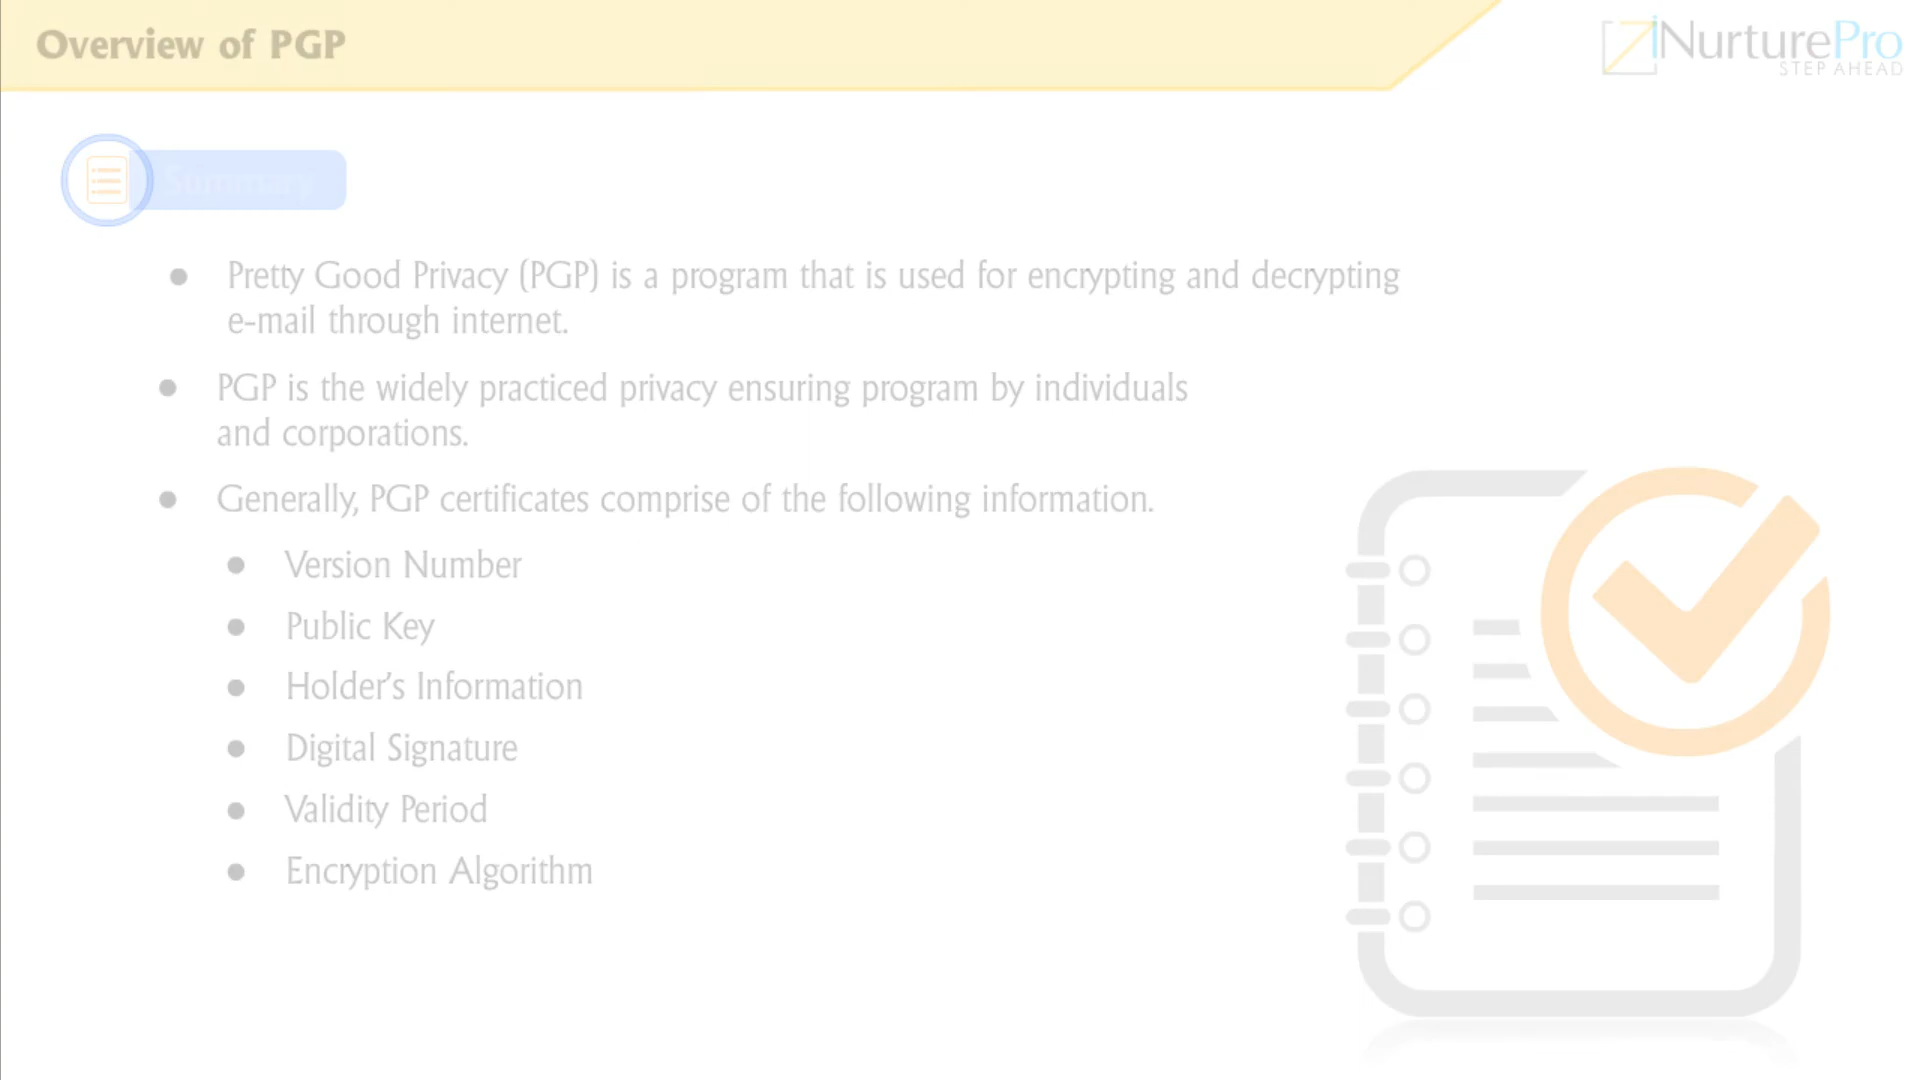 Overview of PGP
iNurturePro
STEP AHEAD
Summary
● Pretty Good Privacy (PGP) is a program that is used for encrypting and decrypting
e-mail through internet.
● PGP is the widely practiced privacy ensuring program by individuals
and corporations.
● Generally, PGP certificates comprise of the following information.
● Version Number
● Public Key
● Holder’s Information
● Digital Signature
● Validity Period
● Encryption Algorithm